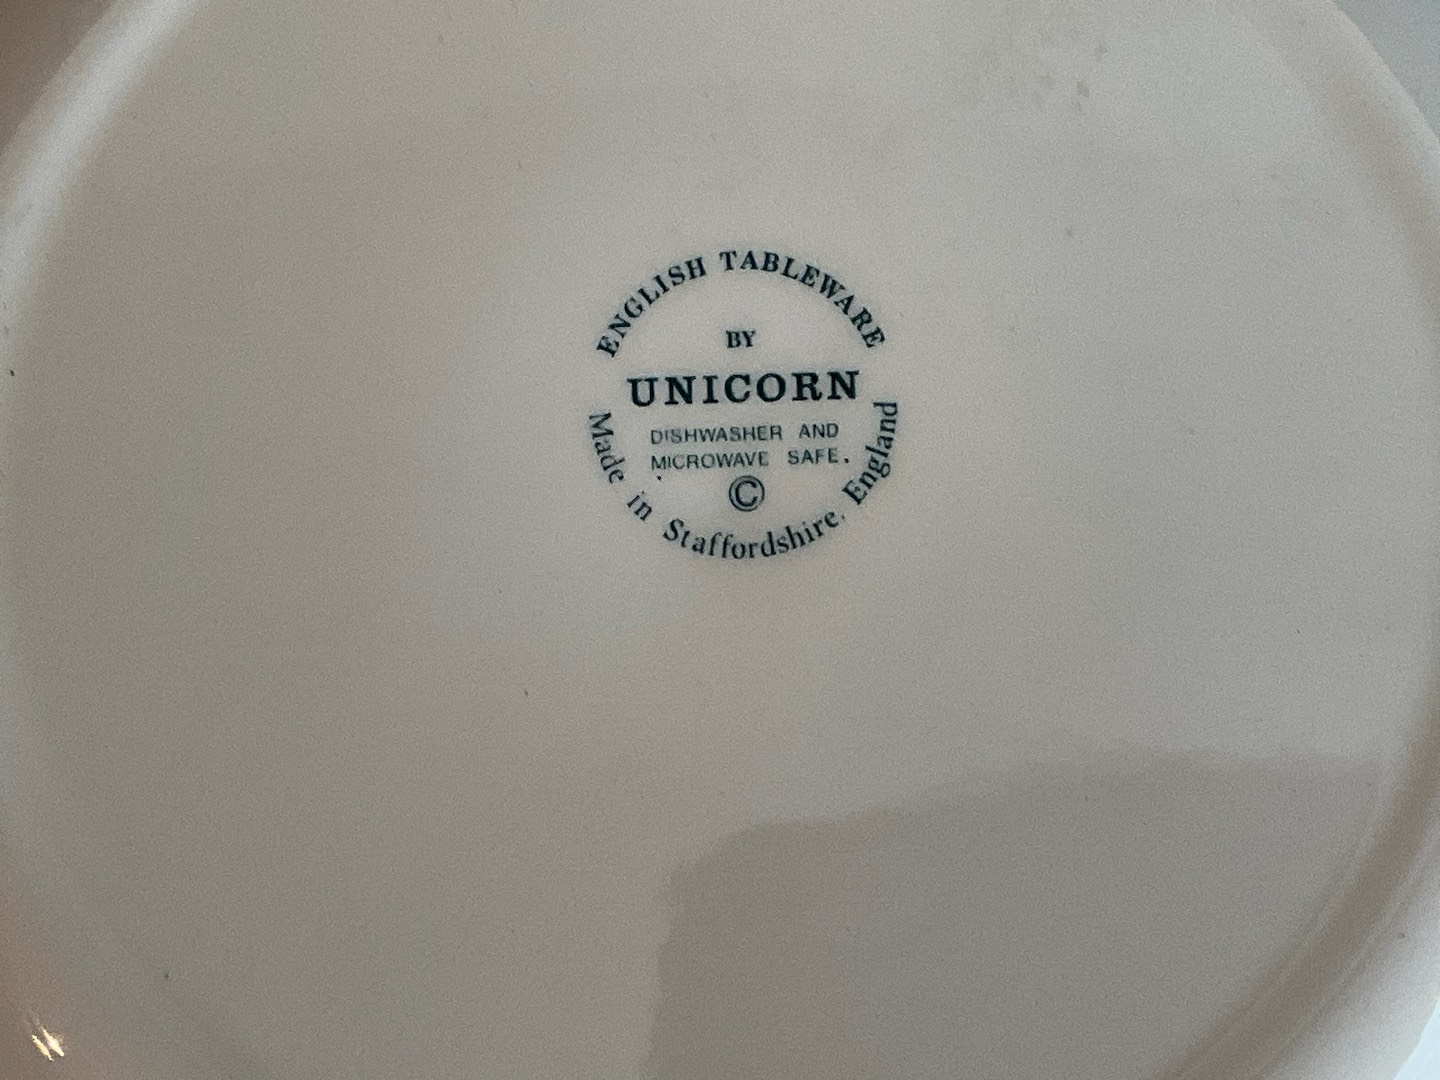 ENGLISH TABLEWARE
BY
UNICORN
DISHWASHER AND
MICROWAVE SAFE.
©
Made in Staffordshire. England